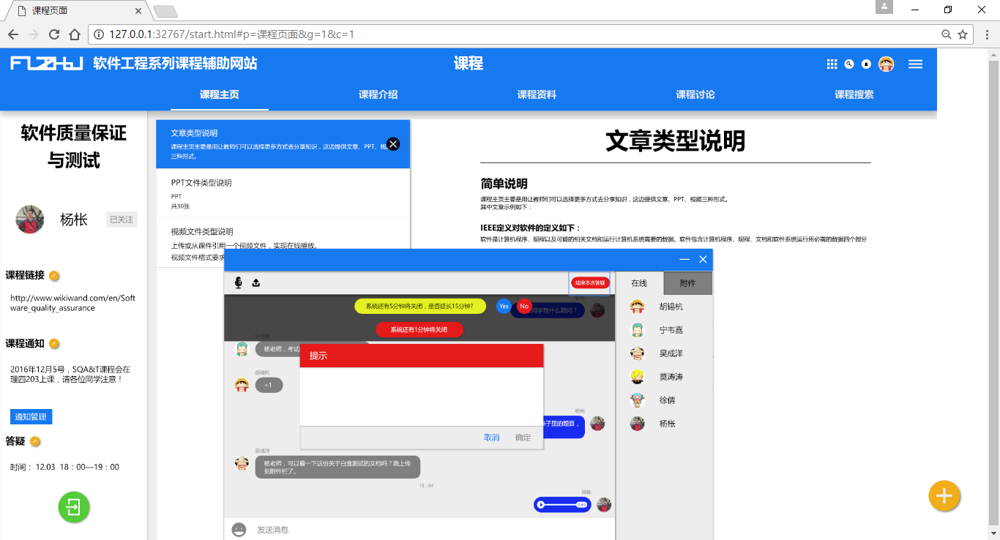 课程页面
127.0.0.1:32767/start.html#p=课程页面&g=1&c=1
软件工程系列课程辅助网站
课程
课程主页
课程介绍
课程资料
课程讨论
课程搜索
软件质量保证
与测试
杨枨
已关注
课程链接
http://www.wikiwand.com/en/Soft
ware_quality_assurance
课程通知
2016年12月5号，SQA&T课程会在
理四203上课，请各位同学注意！
通知管理
答疑
时间： 12.03 18：00—19：00
文章类型说明
课程主页主要是用让教师们可以选择更多方式去分享知识，这边提供文章、PPT、视
三种形式。
PPT文件类型说明
PPT
共30张
视频文件类型说明
上传或从课件引用一个视频文件，实现在线播放。
视频文件格式要求
文章类型说明
简单说明
课程主页主要是用让教师们可以选择更多方式去分享知识，这边提供文章、PPT、视频三种形式。
其中文章示例如下：
IEEE定义对软件的定义如下：
软件是计算机程序、规程以及可能的相关文档和运行计算机系统需要的数据。软件包含计算机程序、规程、文档和软件系统运行所必需的数据四个部分
结束本次答疑
在线
附件
系统还有5分钟将关闭，是否延长15分钟？
Yes
No
同学有什么疑问？
系统还有1分钟将关闭
宁韦嘉
杨老师，考试
胡锡杭
+1
提示
取消
确定
杨枨
子里的题目，
吴成洋
杨老师，可以看一下这份关于白盒测试的文档吗？我上传
到附件栏了。
18：04
杨枨
0:46
发送消息
胡锡杭
宁韦嘉
吴成洋
莫涛涛
徐倩
杨枨